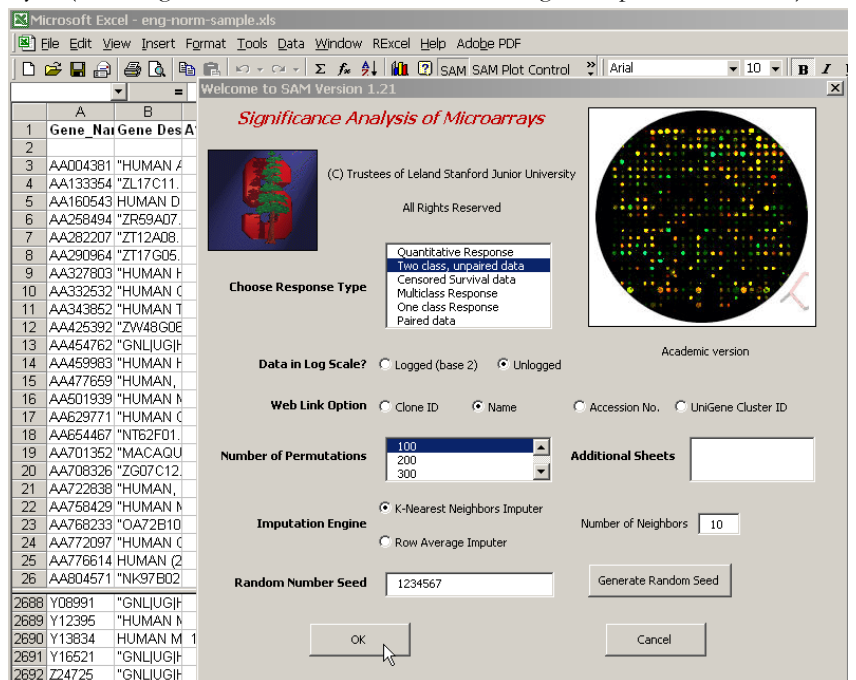 Microsoft Excel - eng-norm-sample.xls
File Edit View Insert Format Tools Data Window RExcel Help Adobe PDF
Σ fx SAM SAM Plot Control » Arial 10 B I
= Welcome to SAM Version 1.21
A B
1 Gene_Nar Gene Des A
2
3 AA004381 "HUMAN A
4 AA133354 "ZL17C11.
5 AA160543 HUMAN D
6 AA258494 "ZR59A07.
7 AA282207 "ZT12A08.
8 AA290964 "ZT17G05.
9 AA327803 "HUMAN H
10 AA332532 "HUMAN C
11 AA343852 "HUMAN T
12 AA425392 "ZW48G06
13 AA454762 "GNL|UG|H
14 AA459983 "HUMAN H
15 AA477659 "HUMAN,
16 AA501939 "HUMAN M
17 AA629771 "HUMAN C
18 AA654467 "NT62F01.
19 AA701352 "MACAQU
20 AA708326 "ZG07C12.
21 AA722838 "HUMAN,
22 AA758429 "HUMAN M
23 AA768233 "OA72B10
24 AA772097 "HUMAN C
25 AA776614 HUMAN (2
26 AA804571 "NK97B02
2688 Y08991 "GNL|UG|H
2689 Y12395 "HUMAN M
2690 Y13834 HUMAN M 1
2691 Y16521 "GNL|UG|H
2692 Z24725 "GNL|UG|H
Significance Analysis of Microarrays
(C) Trustees of Leland Stanford Junior University
All Rights Reserved
Choose Response Type
Quantitative Response
Two class, unpaired data
Censored Survival data
Multiclass Response
One class Response
Paired data
Academic version
Data in Log Scale? Logged (base 2) Unlogged
Web Link Option Clone ID Name Accession No. UniGene Cluster ID
Number of Permutations
100
200
300
Additional Sheets
Imputation Engine
K-Nearest Neighbors Imputer
Row Average Imputer
Number of Neighbors 10
Random Number Seed 1234567 Generate Random Seed
OK Cancel